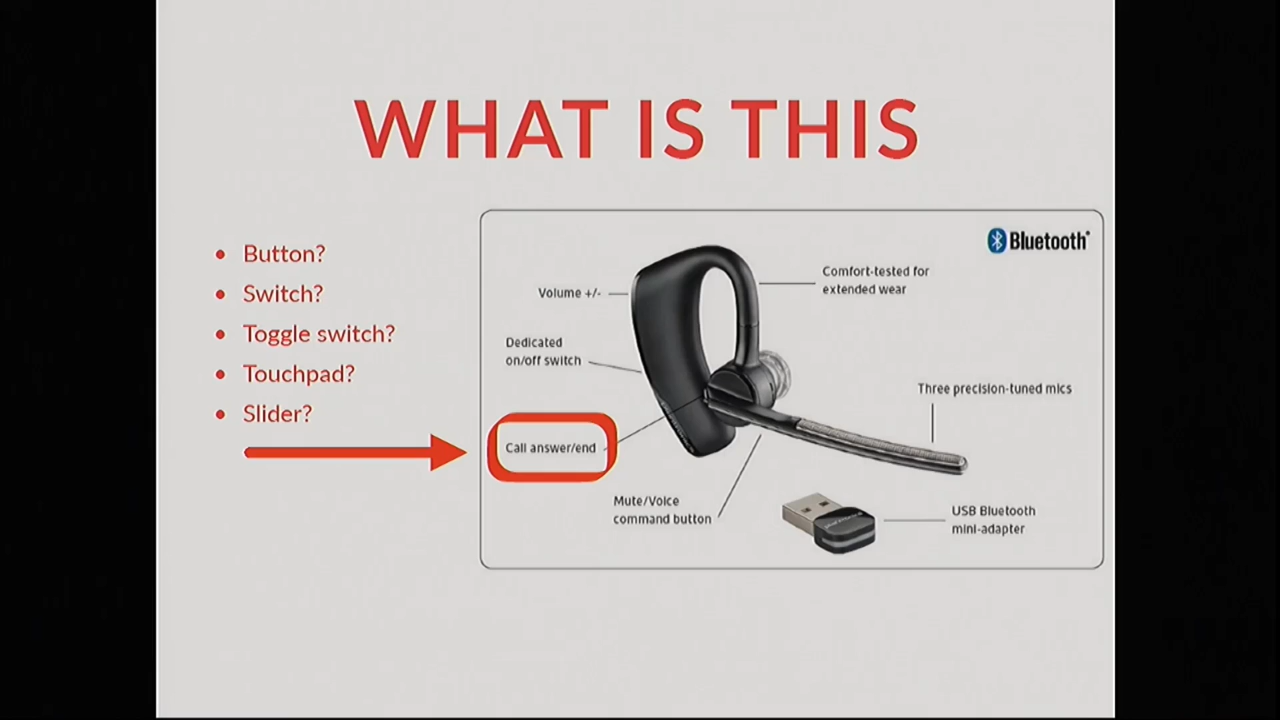 WHAT IS THIS
• Button?
• Switch?
• Toggle switch?
• Touchpad?
• Slider?
Bluetooth®
Volume +/-
Comfort-tested for
extended wear
Dedicated
on/off switch
Three precision-tuned mics
Call answer/end
Mute/Voice
command button
USB Bluetooth
mini-adapter